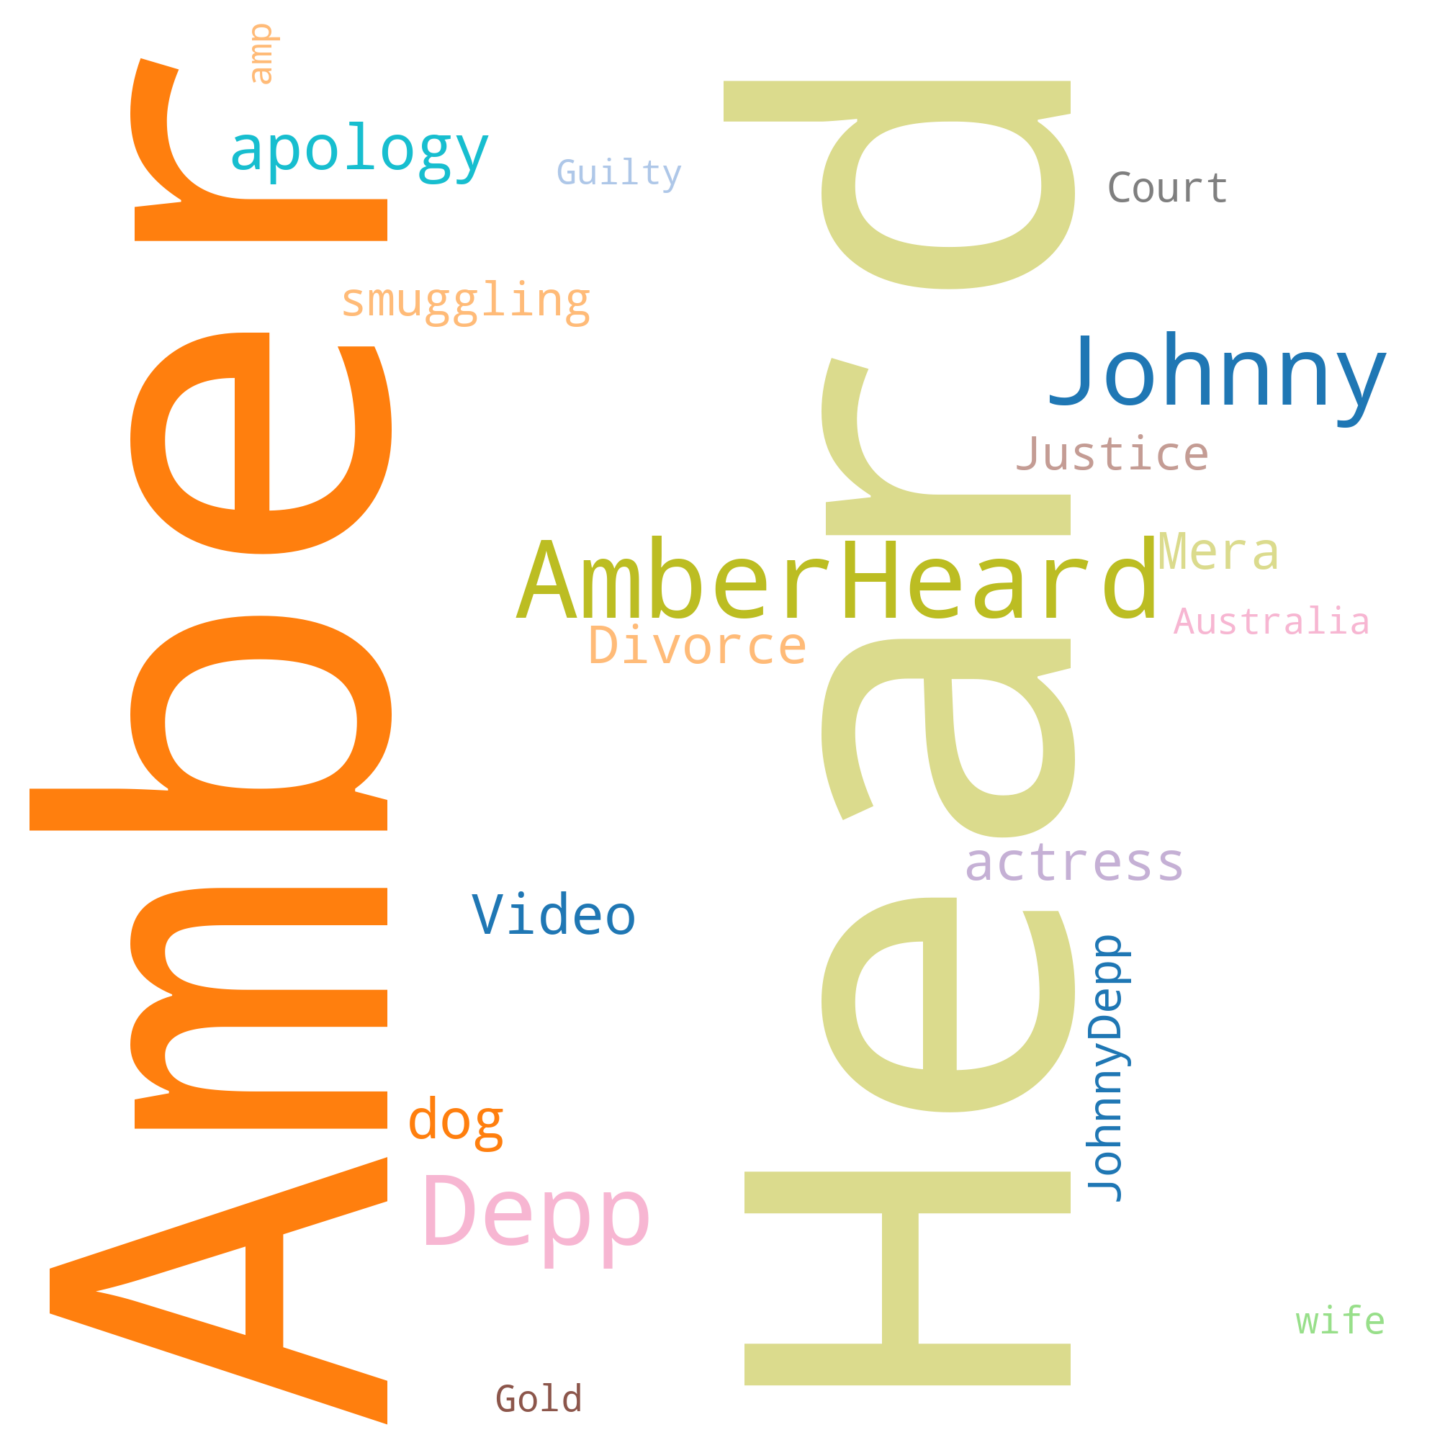 amp
apology
Guilty
Court
smuggling
Johnny
Justice
AmberHeard
Mera
Australia
Divorce
Amber
Heard
actress
Video
JohnnyDepp
dog
Depp
wife
Gold